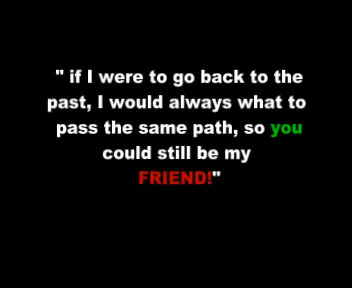 " if I were to go back to the
past, I would always what to
pass the same path, so you
could still be my
FRIEND!"